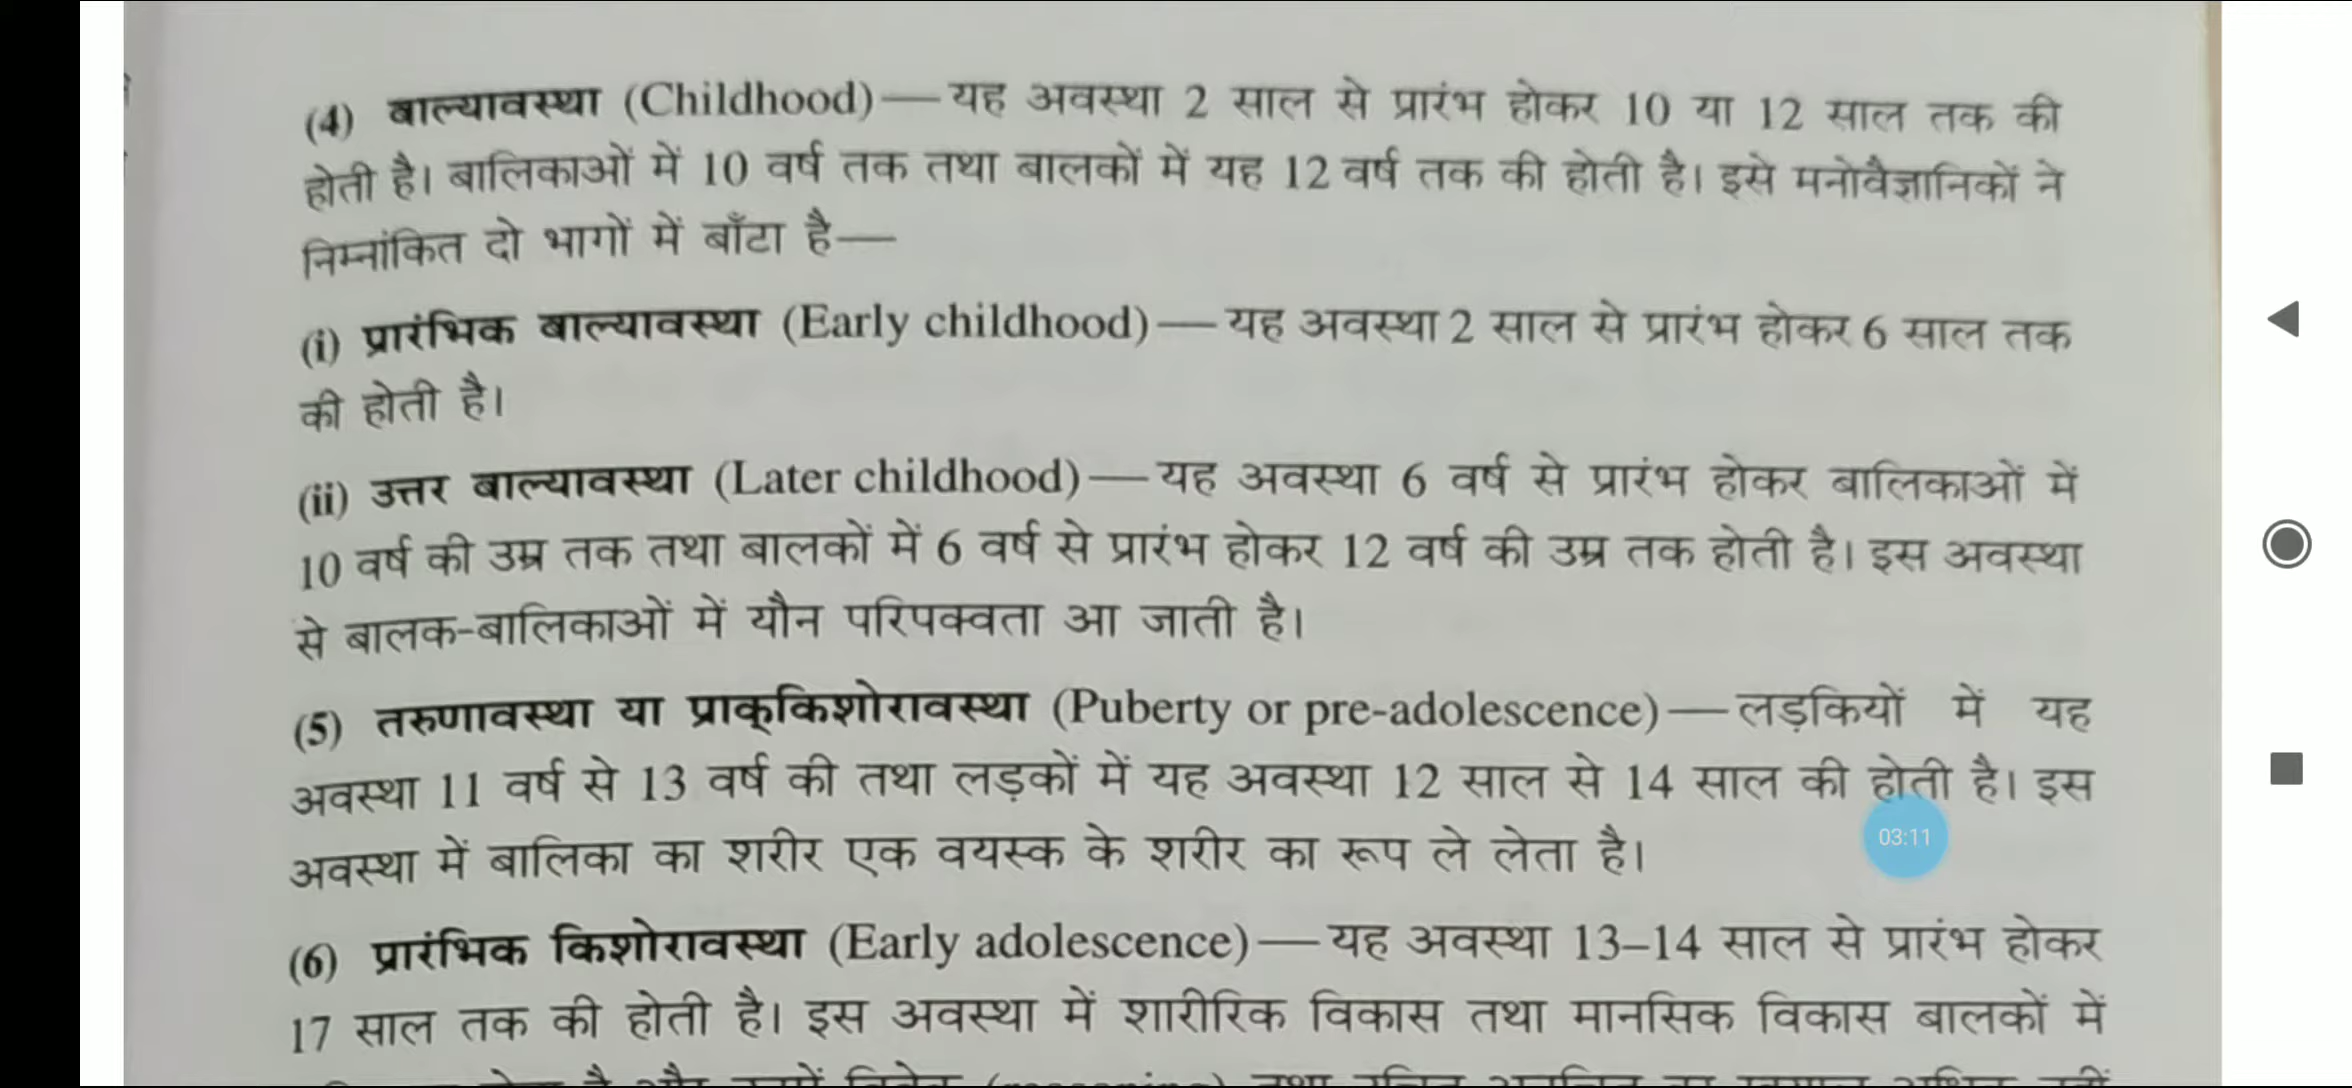 (4) बाल्यावस्था (Childhood)—यह अवस्था 2 साल से प्रारंभ होकर 10 या 12 साल तक की
होती है। बालिकाओं में 10 वर्ष तक तथा बालकों में यह 12 वर्ष तक की होती है। इसे मनोवैज्ञानिकों ने
निम्नांकित दो भागों में बाँटा है—
(i) प्रारंभिक बाल्यावस्था (Early childhood)—यह अवस्था 2 साल से प्रारंभ होकर 6 साल तक
की होती है।
(ii) उत्तर बाल्यावस्था (Later childhood)—यह अवस्था 6 वर्ष से प्रारंभ होकर बालिकाओं में
10 वर्ष की उम्र तक तथा बालकों में 6 वर्ष से प्रारंभ होकर 12 वर्ष की उम्र तक होती है। इस अवस्था
से बालक-बालिकाओं में यौन परिपक्वता आ जाती है।
(5) तरुणावस्था या प्राक्किशोरावस्था (Puberty or pre-adolescence)—लड़कियों में यह
अवस्था 11 वर्ष से 13 वर्ष की तथा लड़कों में यह अवस्था 12 साल से 14 साल की होती है। इस
03:11
अवस्था में बालिका का शरीर एक वयस्क के शरीर का रूप ले लेता है।
(6) प्रारंभिक किशोरावस्था (Early adolescence)—यह अवस्था 13–14 साल से प्रारंभ होकर
17 साल तक की होती है। इस अवस्था में शारीरिक विकास तथा मानसिक विकास बालकों में